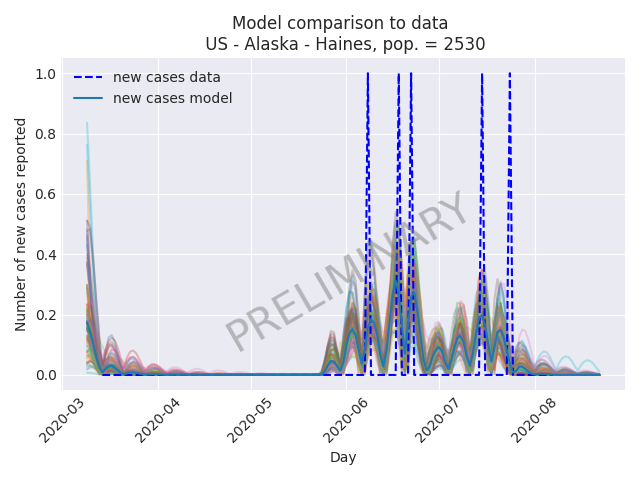 Model comparison to data
US - Alaska - Haines, pop. = 2530
new cases data
new cases model
Number of new cases reported
1.0
0.8
0.6
0.4
0.2
0.0
PRELIMINARY
2020-03
2020-04
2020-05
2020-06
2020-07
2020-08
Day